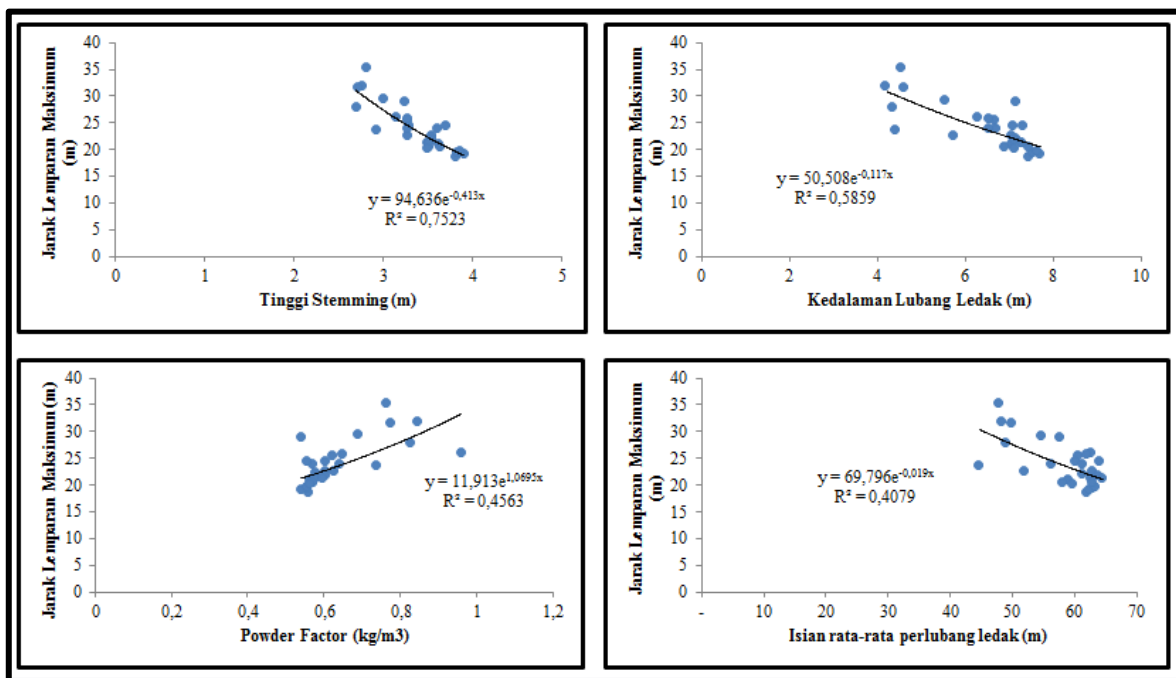 40
35
30
25
20
15
10
5
0
Jarak Lemparan Maksimum
(m)
y = 94,636e-0,413x
R² = 0,7523
0 1 2 3 4 5
Tinggi Stemming (m)
40
35
30
25
20
15
10
5
0
Jarak Lemparan Maksimum
(m)
y = 50,508e-0,117x
R² = 0,5859
0 2 4 6 8 10
Kedalaman Lubang Ledak (m)
40
35
30
25
20
15
10
5
0
Jarak Lemparan Maksimun (m)
y = 11,913e1,0695x
R² = 0,4563
0 0,2 0,4 0,6 0,8 1 1,2
Powder Factor (kg/m3)
40
35
30
25
20
15
10
5
0
Jarak Lemparan Maksimum
(m)
y = 69,796e-0,019x
R² = 0,4079
- 10 20 30 40 50 60 70
Isian rata-rata perlubang ledak (m)